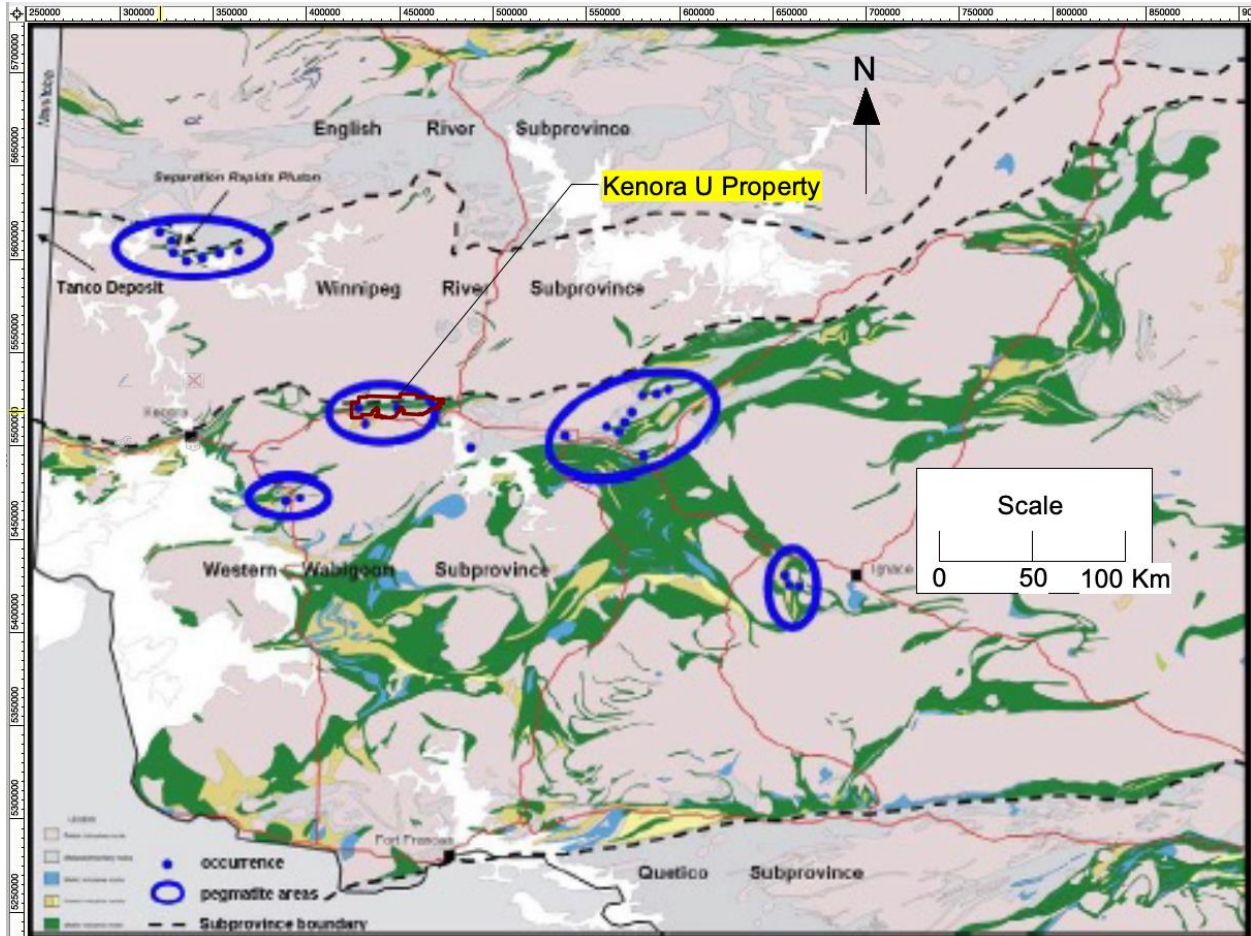 250000 300000 350000 400000 450000 500000 550000 600000 650000 700000 750000 800000 850000 90
5700000
5650000
5600000
5550000
5500000
5450000
5400000
5350000
5300000
5250000
N
English River Subprovince
Separation Rapids Pluton
Kenora U Property
Tanco Deposit
Winnipeg River Subprovince
Kenora
Scale
0 50 100 Km
Western Wabigoon Subprovince
Ignace
LEGEND
Fort Frances
occurrence
pegmatite areas
Subprovince boundary
Quetico Subprovince